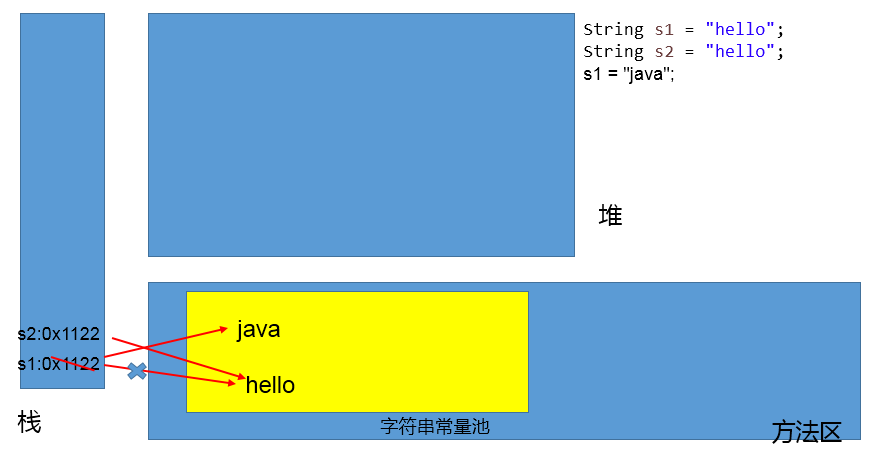 String s1 = "hello";
String s2 = "hello";
s1 = "java";
堆
java
s2:0x1122
s1:0x1122
hello
栈
字符串常量池
方法区